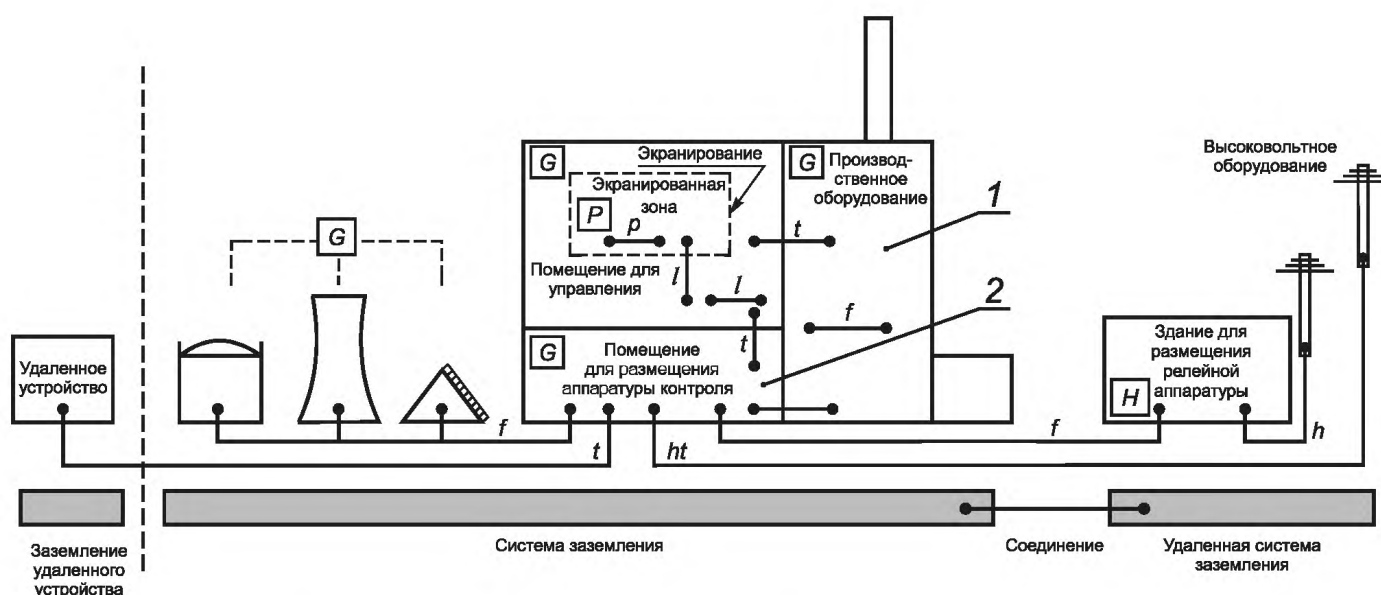 Удаленное
устройство
G
G
Экранирование
Экранированная
зона
P
p
l
l
t
t
Помещение для
управления
G
Производ-
ственное
оборудование
1
f
2
G
Помещение
для размещения
аппаратуры контроля
f
t
ht
f
Высоковольтное
оборудование
Здание для
размещения
релейной
аппаратуры
H
h
Заземление
удаленного
устройства
Система заземления
Соединение
Удаленная система
заземления